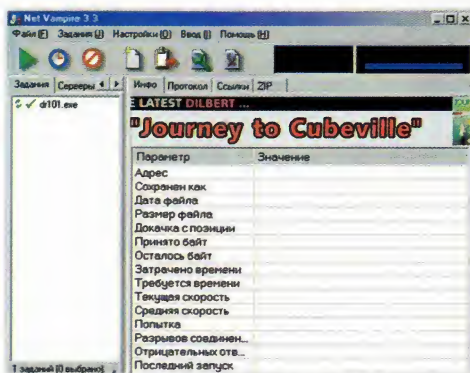 Net Vampire 3.3
Файл (F) Задания (J) Настройки (O) Ввод (I) Помощь (H)
Задания Серверы Инфо Протокол Ссылки ZIP
dr101.exe
E LATEST DILBERT ...
"Journey to Cubeville"
Параметр Значение
Адрес
Сохранен как
Дата файла
Размер файла
Докачка с позиции
Принято байт
Осталось байт
Затрачено времени
Требуется времени
Текущая скорость
Средняя скорость
Попытка
Разрывов соединен...
Отрицательных отв...
Последний запуск
1 заданий (0 выбрано)